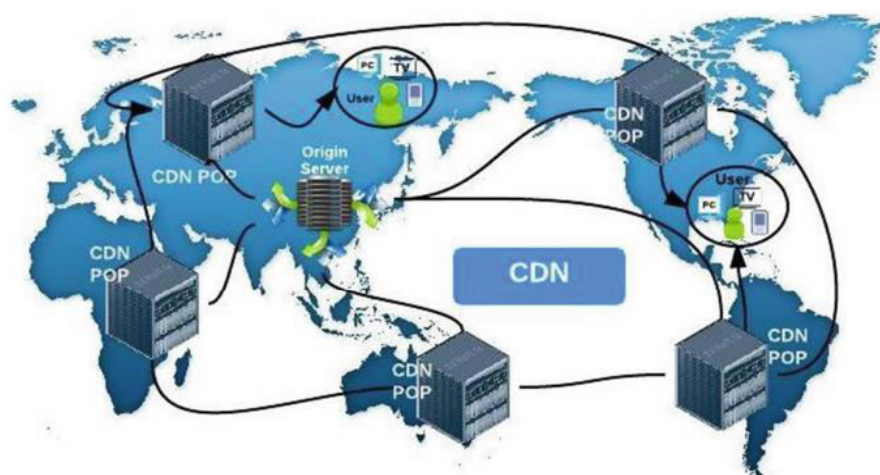 PC
TV
User
CDN POP
Origin
Server
CDN
POP
User
PC
TV
CDN
POP
CDN
CDN
POP
CDN
POP